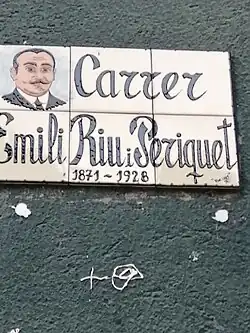 Carrer
Emili Riu i Periquet
1871 - 1928